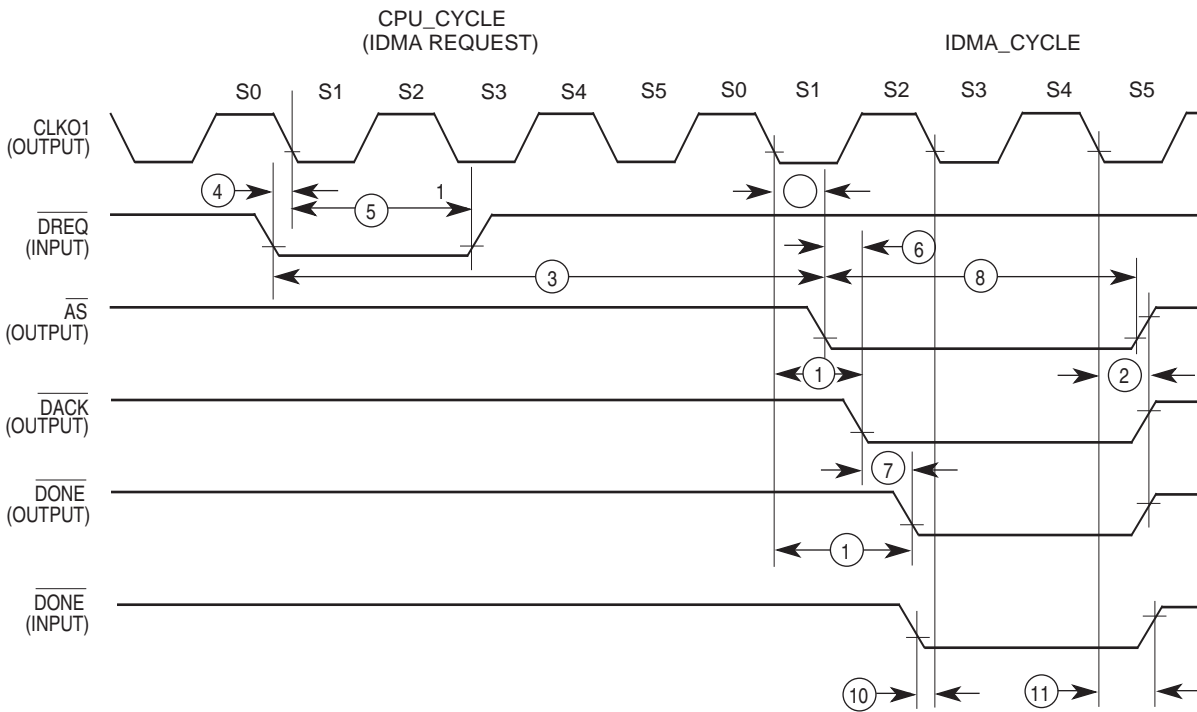 CPU_CYCLE
(IDMA REQUEST)
IDMA_CYCLE
S0 S1 S2 S3 S4 S5 S0 S1 S2 S3 S4 S5
CLKO1
(OUTPUT)
4
5
1
DREQ
(INPUT)
6
3
8
AS
(OUTPUT)
1
2
DACK
(OUTPUT)
7
DONE
(OUTPUT)
1
DONE
(INPUT)
10
11